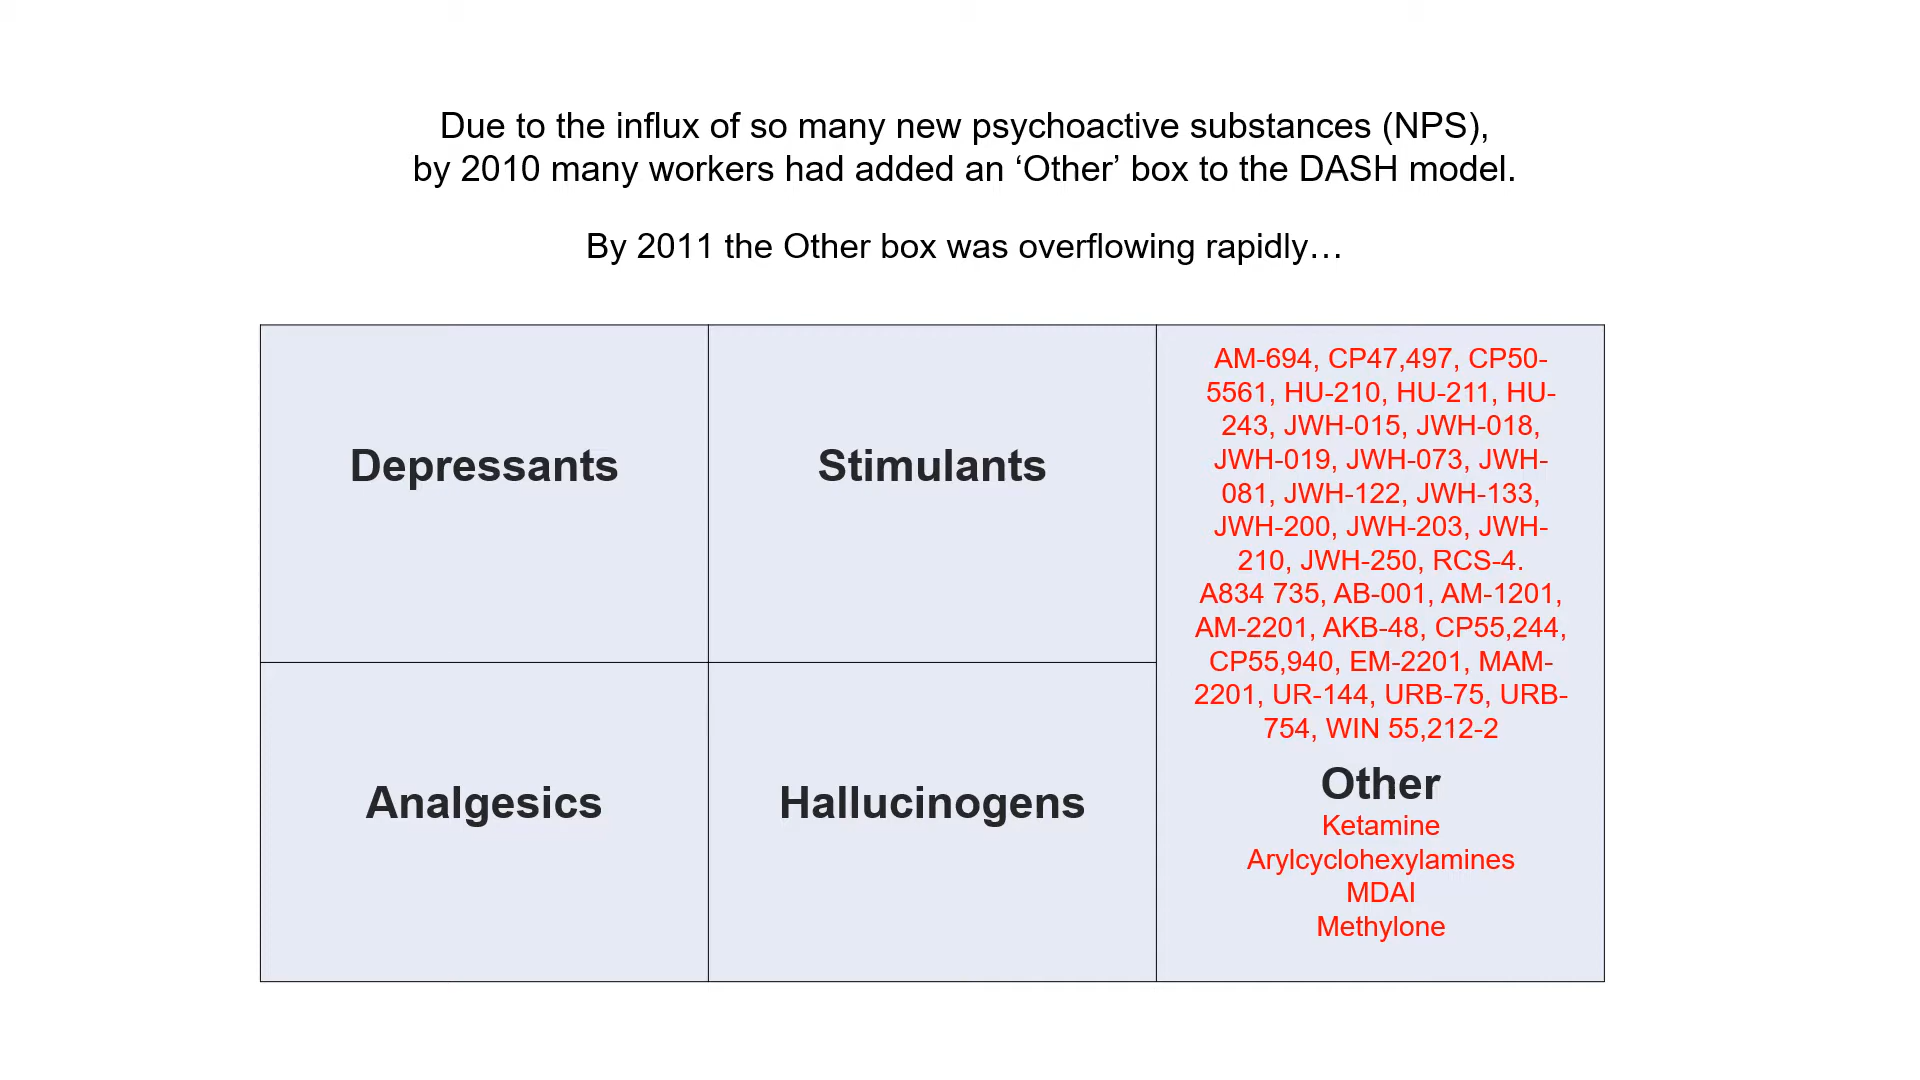 Due to the influx of so many new psychoactive substances (NPS),
by 2010 many workers had added an ‘Other’ box to the DASH model.
By 2011 the Other box was overflowing rapidly…
Depressants
Stimulants
AM-694, CP47,497, CP50-
5561, HU-210, HU-211, HU-
243, JWH-015, JWH-018,
JWH-019, JWH-073, JWH-
081, JWH-122, JWH-133,
JWH-200, JWH-203, JWH-
210, JWH-250, RCS-4.
A834 735, AB-001, AM-1201,
AM-2201, AKB-48, CP55,244,
CP55,940, EM-2201, MAM-
2201, UR-144, URB-75, URB-
754, WIN 55,212-2
Other
Ketamine
Arylcyclohexylamines
MDAI
Methylone
Analgesics
Hallucinogens